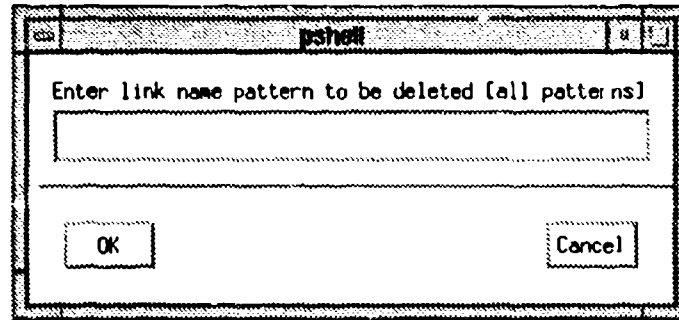 pshell
Enter link name pattern to be deleted [all patterns]
OK
Cancel